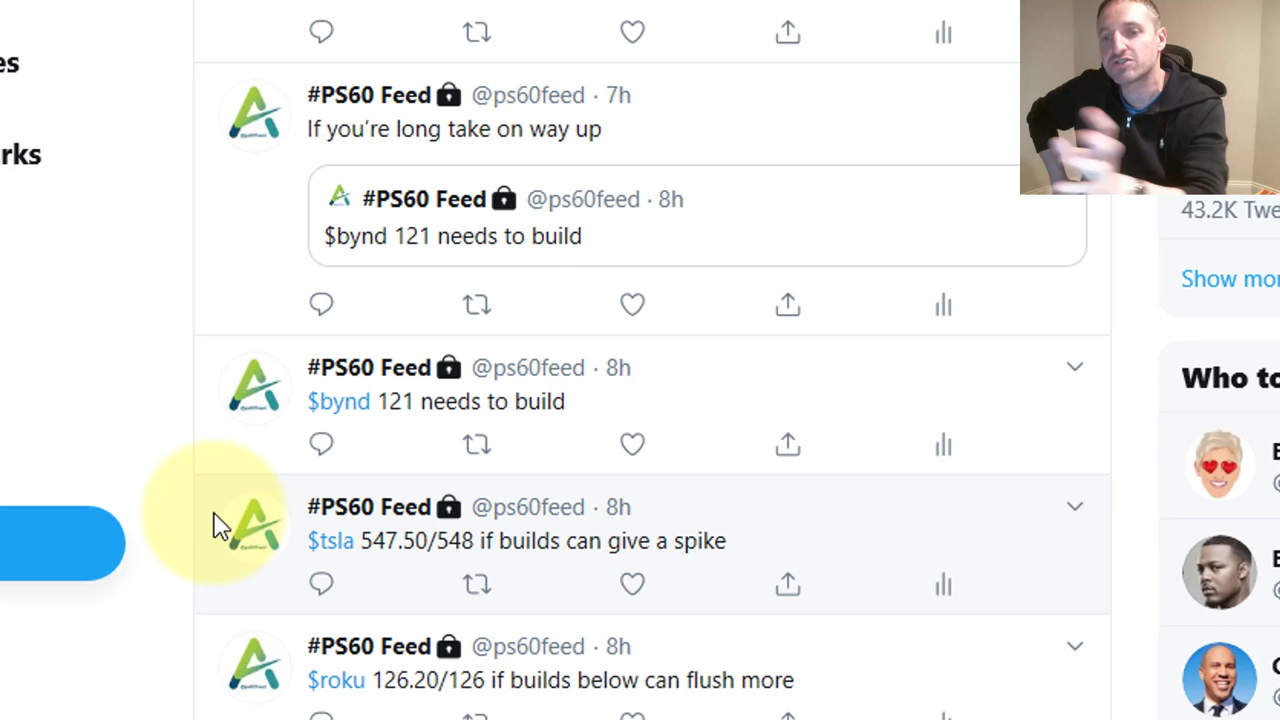 es
rks
#PS60 Feed @ps60feed · 7h
If you're long take on way up
#PS60 Feed @ps60feed · 8h
$bynd 121 needs to build
#PS60 Feed @ps60feed · 8h
$bynd 121 needs to build
#PS60 Feed @ps60feed · 8h
$tsla 547.50/548 if builds can give a spike
#PS60 Feed @ps60feed · 8h
$roku 126.20/126 if builds below can flush more
43.2K Twe
Show mor
Who to